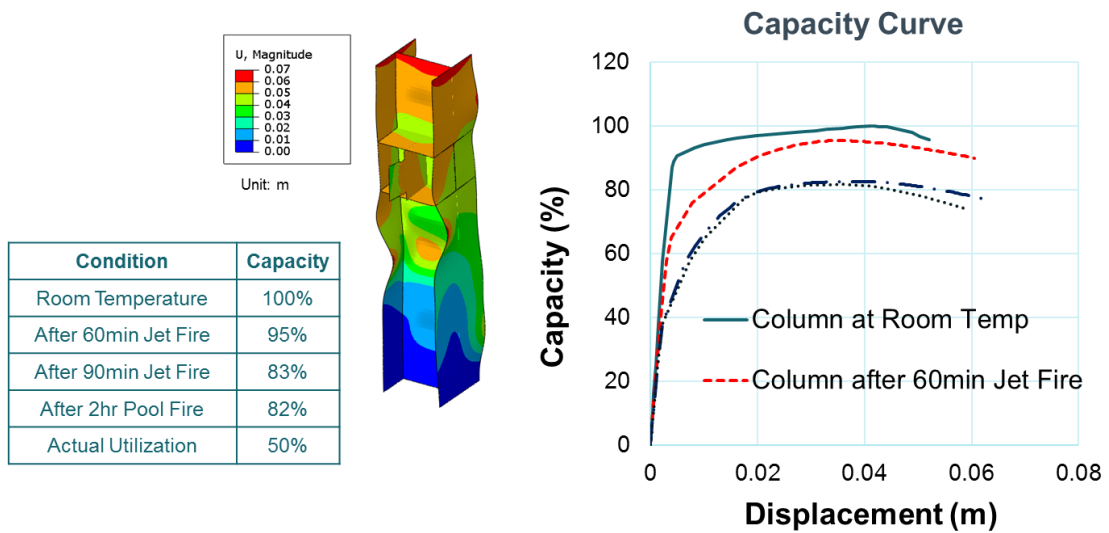 U, Magnitude
0.07
0.06
0.05
0.04
0.03
0.02
0.01
0.00
Unit: m
Condition Capacity
Room Temperature 100%
After 60min Jet Fire 95%
After 90min Jet Fire 83%
After 2hr Pool Fire 82%
Actual Utilization 50%
Capacity Curve
Capacity (%)
120
100
80
60
40
20
0
Column at Room Temp
Column after 60min Jet Fire
0 0.02 0.04 0.06 0.08
Displacement (m)